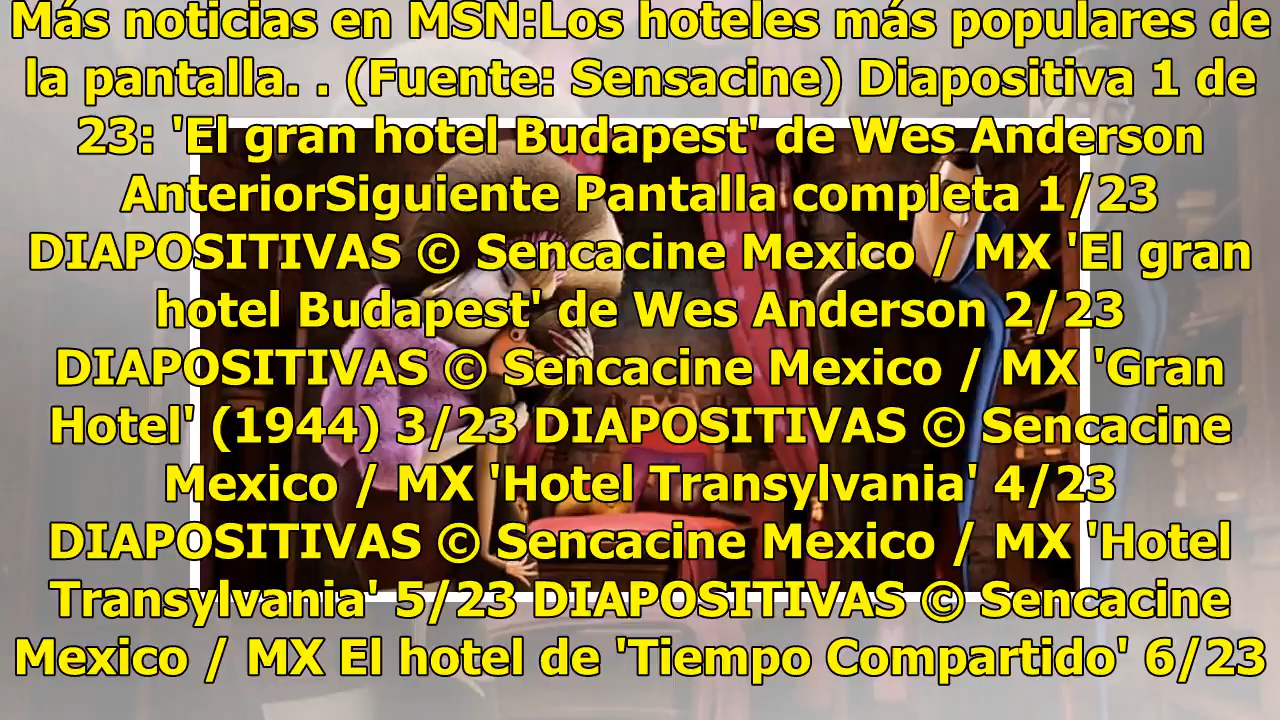 Más noticias en MSN:Los hoteles más populares de
la pantalla. . (Fuente: Sensacine) Diapositiva 1 de
23: 'El gran hotel Budapest' de Wes Anderson
AnteriorSiguiente Pantalla completa 1/23
DIAPOSITIVAS © Sencacine Mexico / MX 'El gran
hotel Budapest' de Wes Anderson 2/23
DIAPOSITIVAS © Sencacine Mexico / MX 'Gran
Hotel' (1944) 3/23 DIAPOSITIVAS © Sencacine
Mexico / MX 'Hotel Transylvania' 4/23
DIAPOSITIVAS © Sencacine Mexico / MX 'Hotel
Transylvania' 5/23 DIAPOSITIVAS © Sencacine
Mexico / MX El hotel de 'Tiempo Compartido' 6/23